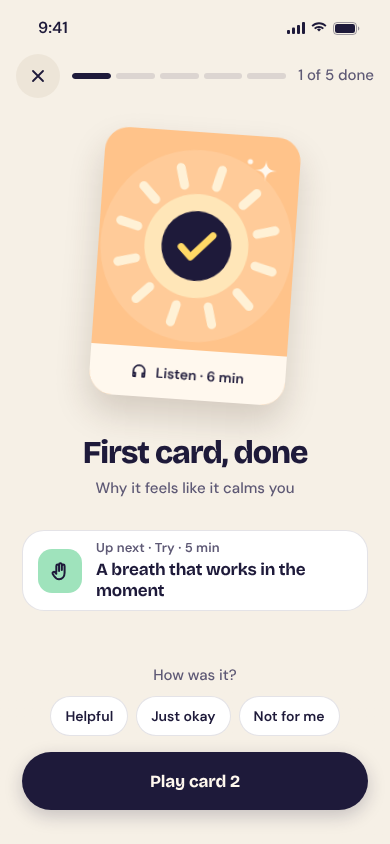 9:41
1 of 5 done
Listen · 6 min
First card, done
Why it feels like it calms you
Up next · Try · 5 min
A breath that works in the
moment
How was it?
Helpful
Just okay
Not for me
Play card 2